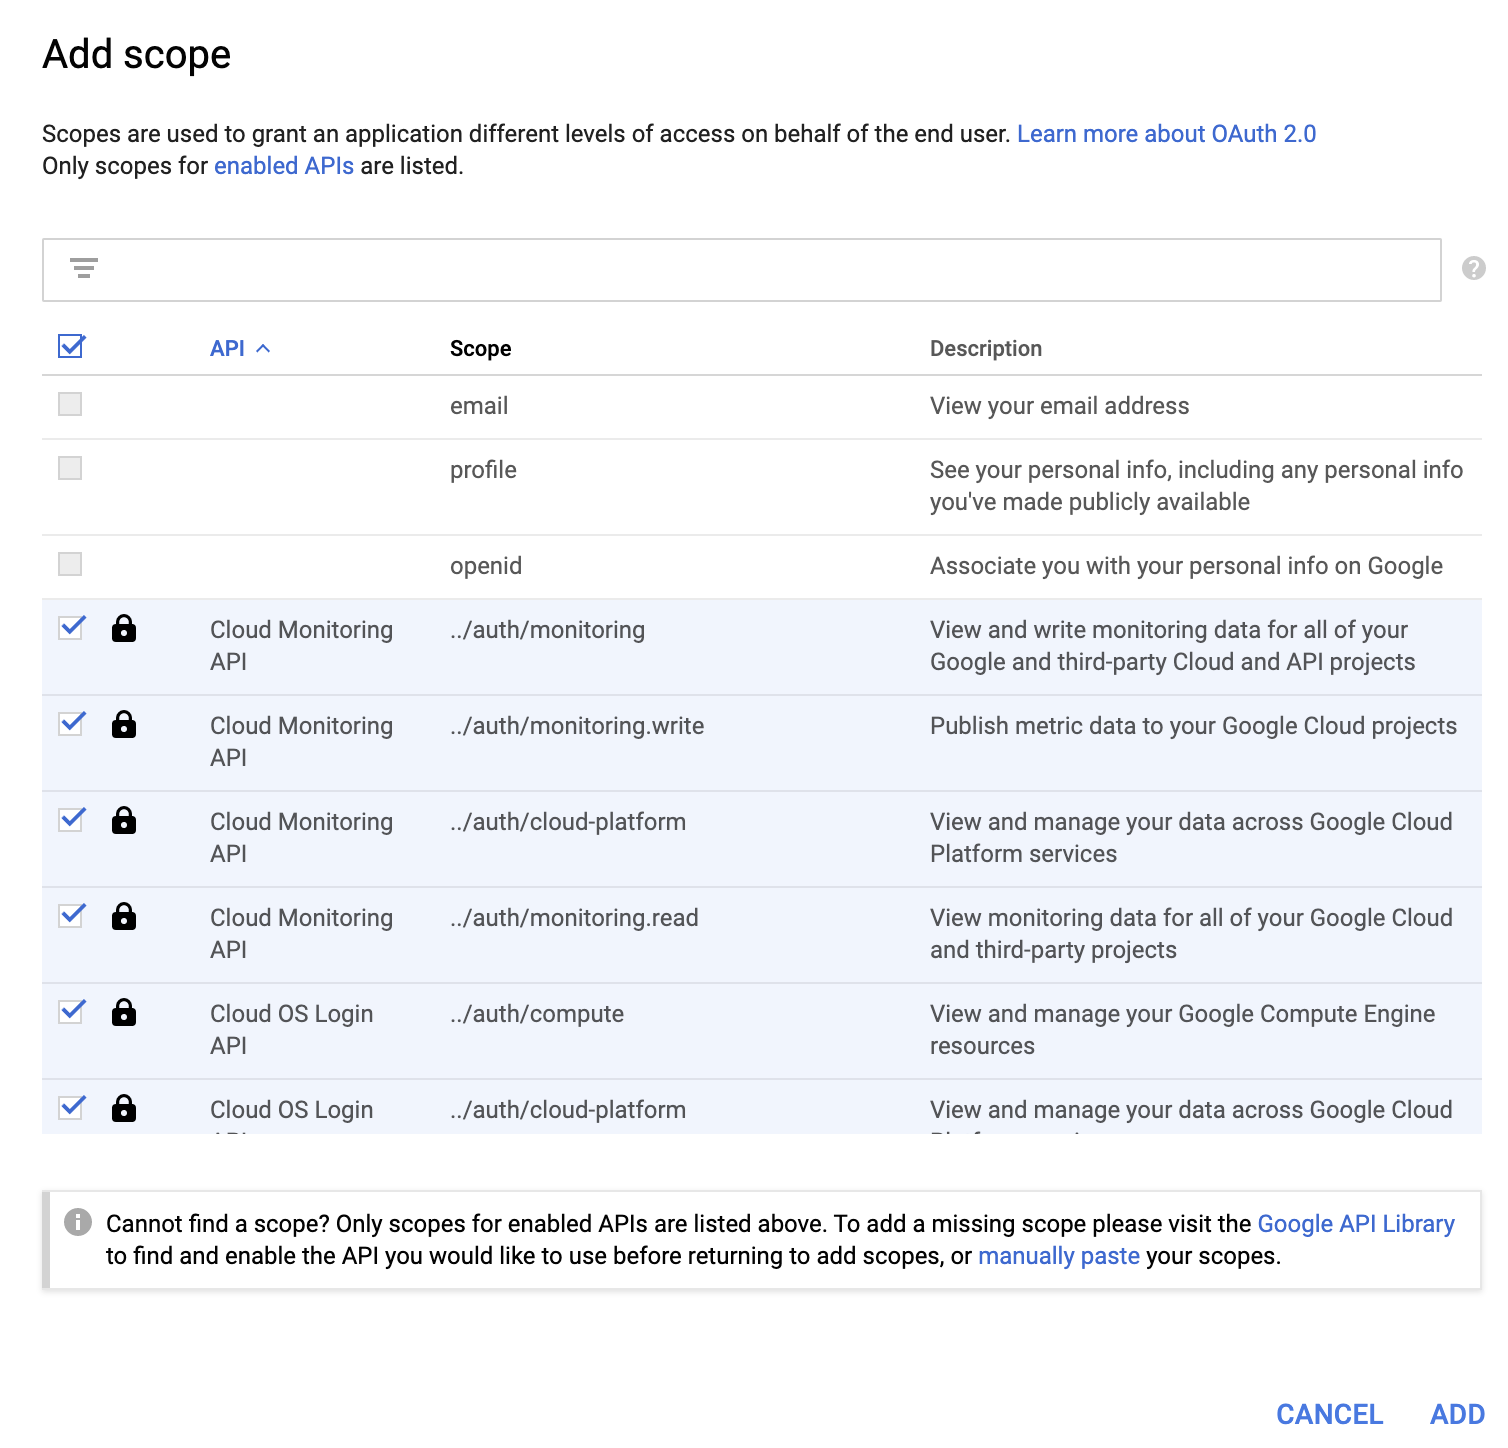 Add scope
Scopes are used to grant an application different levels of access on behalf of the end user. Learn more about OAuth 2.0
Only scopes for enabled APIs are listed.
API Scope Description
email View your email address
profile See your personal info, including any personal info
you've made publicly available
openid Associate you with your personal info on Google
Cloud Monitoring ../auth/monitoring View and write monitoring data for all of your
API Google and third-party Cloud and API projects
Cloud Monitoring ../auth/monitoring.write Publish metric data to your Google Cloud projects
API
Cloud Monitoring ../auth/cloud-platform View and manage your data across Google Cloud
API Platform services
Cloud Monitoring ../auth/monitoring.read View monitoring data for all of your Google Cloud
API and third-party projects
Cloud OS Login ../auth/compute View and manage your Google Compute Engine
API resources
Cloud OS Login ../auth/cloud-platform View and manage your data across Google Cloud
Cannot find a scope? Only scopes for enabled APIs are listed above. To add a missing scope please visit the Google API Library
to find and enable the API you would like to use before returning to add scopes, or manually paste your scopes.
CANCEL ADD